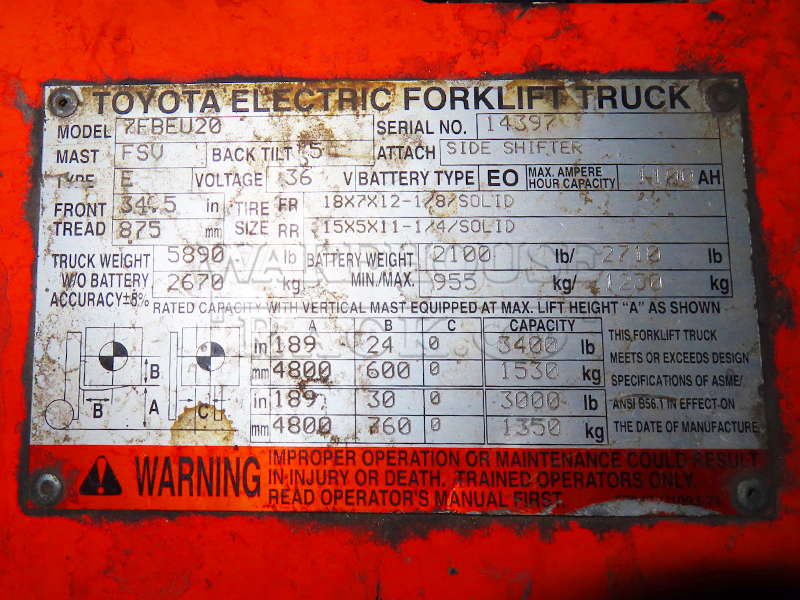 TOYOTA ELECTRIC FORKLIFT TRUCK
MODEL 7FBEU20 SERIAL NO. 14397
MAST FSV BACK TILT 5 ATTACH SIDE SHIFTER
TYPE E VOLTAGE 36 V BATTERY TYPE EO MAX. AMPERE HOUR CAPACITY 1100 AH
FRONT TREAD 34.5 in TIRE SIZE FR 18X7X12-1/8/SOLID
875 mm RR 15X5X11-1/4/SOLID
TRUCK WEIGHT 5890 lb BATTERY WEIGHT 2100 lb/ 2710 lb
W/O BATTERY 2670 kg MIN./MAX. 955 kg/ 1230 kg
ACCURACY±5% RATED CAPACITY WITH VERTICAL MAST EQUIPPED AT MAX. LIFT HEIGHT "A" AS SHOWN
A B C CAPACITY
in 189 24 0 3400 lb
mm 4800 600 0 1530 kg
in 189 30 0 3000 lb
mm 4800 760 0 1350 kg
B
B A C
THIS FORKLIFT TRUCK
MEETS OR EXCEEDS DESIGN
SPECIFICATIONS OF ASME/
ANSI B56.1 IN EFFECT ON
THE DATE OF MANUFACTURE
WARNING
IMPROPER OPERATION OR MAINTENANCE COULD RESULT
IN INJURY OR DEATH. TRAINED OPERATORS ONLY.
READ OPERATOR'S MANUAL FIRST.
WAREHOUSE
RACK CO